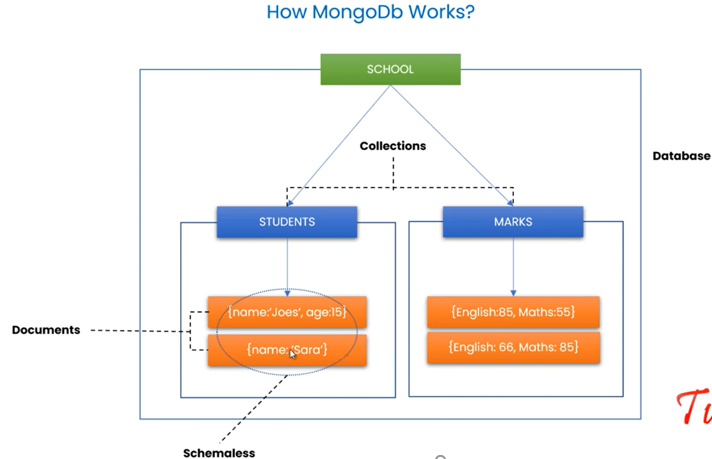 How MongoDb Works?
SCHOOL
Collections
Database
STUDENTS
MARKS
{name:'Joes', age:15}
{English:85, Maths:55}
Documents
{name:'Sara'}
{English: 66, Maths: 85}
Schemaless